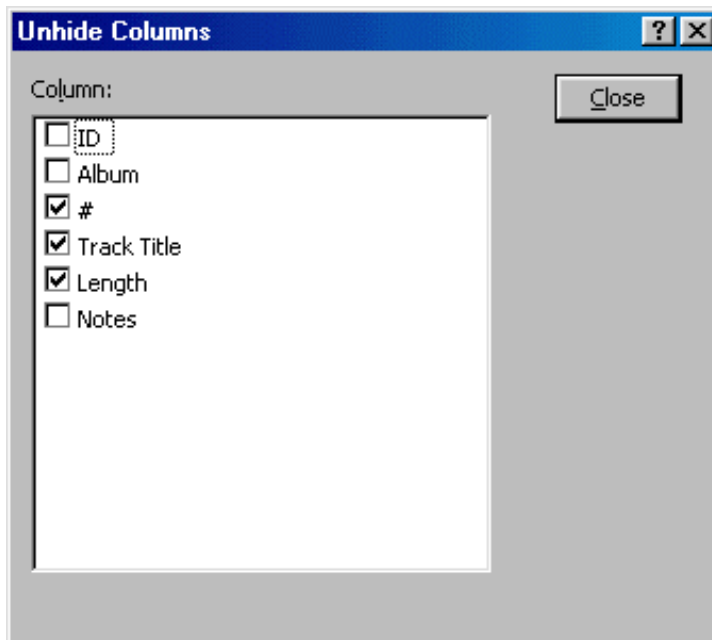 Unhide Columns
Column:
Close
ID
Album
#
Track Title
Length
Notes